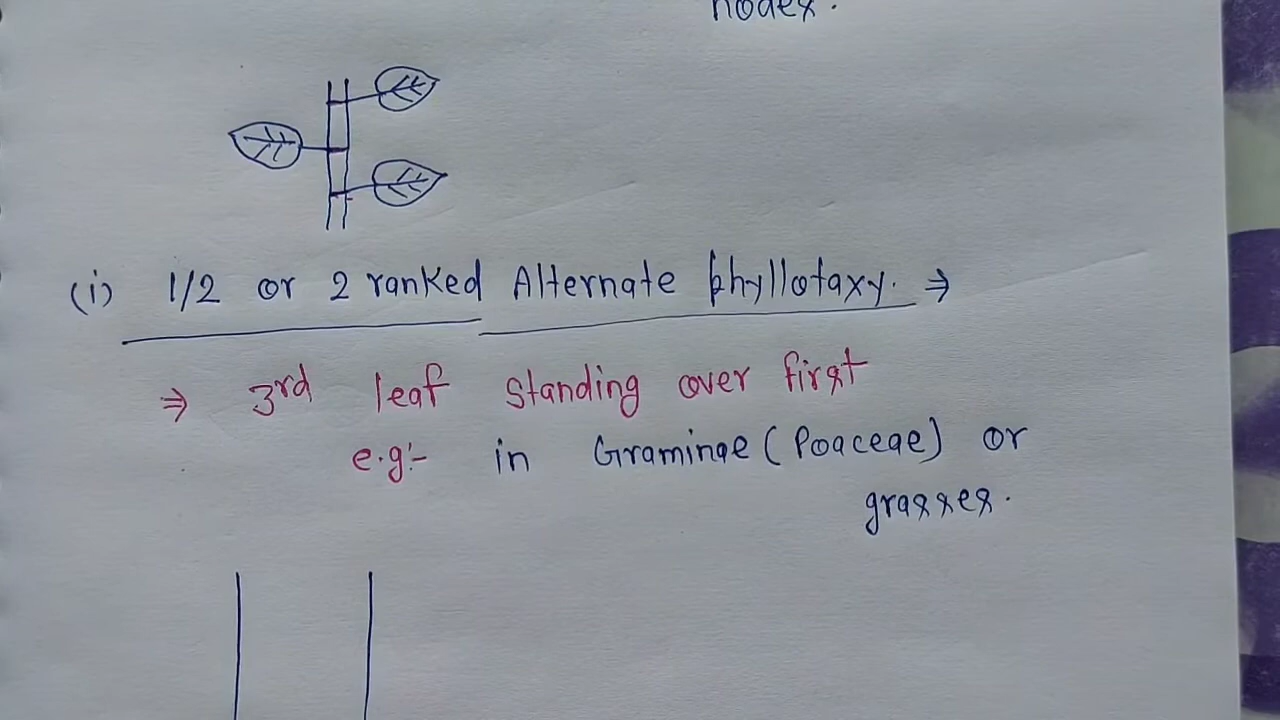 nodes.
(i) 1/2 or 2 ranked Alternate phyllotaxy. ⇒
⇒ 3rd leaf standing over first
e.g:- in Graminae (Poaceae) or
grasses.